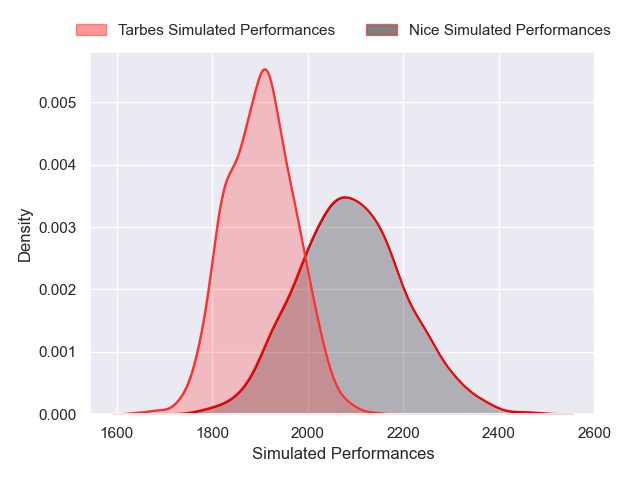 Tarbes Simulated Performances Nice Simulated Performances
Density
0.005
0.004
0.003
0.002
0.001
0.000
1600 1800 2000 2200 2400 2600
Simulated Performances